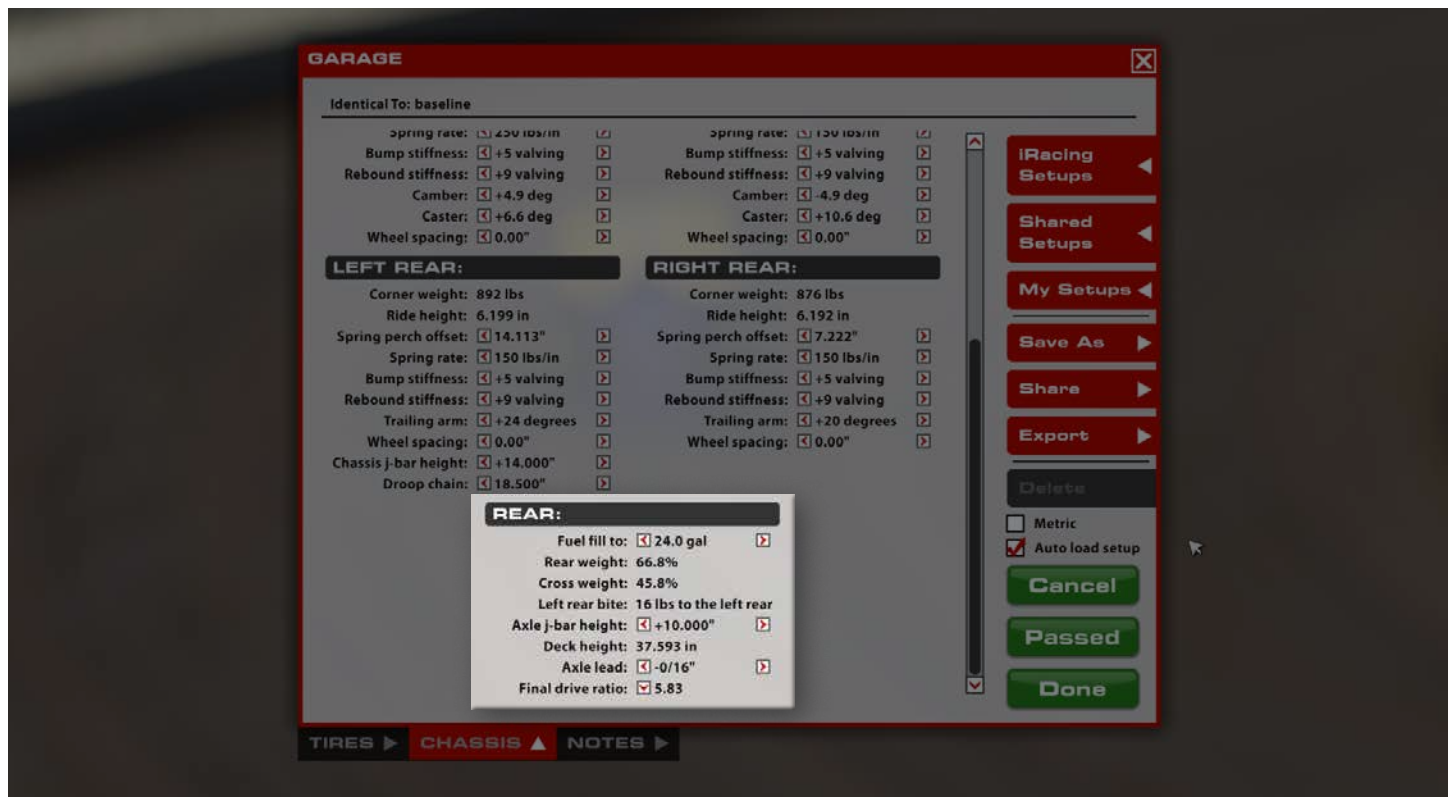 GARAGE
Identical To: baseline
Spring rate: 250 lbs/in
Bump stiffness: +5 valving
Rebound stiffness: +9 valving
Camber: +4.9 deg
Caster: +6.6 deg
Wheel spacing: 0.00"
Spring rate: 150 lbs/in
Bump stiffness: +5 valving
Rebound stiffness: +9 valving
Camber: -4.9 deg
Caster: +10.6 deg
Wheel spacing: 0.00"
LEFT REAR:
Corner weight: 892 lbs
Ride height: 6.199 in
Spring perch offset: 14.113"
Spring rate: 150 lbs/in
Bump stiffness: +5 valving
Rebound stiffness: +9 valving
Trailing arm: +24 degrees
Wheel spacing: 0.00"
Chassis j-bar height: +14.000"
Droop chain: 18.500"
RIGHT REAR:
Corner weight: 876 lbs
Ride height: 6.192 in
Spring perch offset: 7.222"
Spring rate: 150 lbs/in
Bump stiffness: +5 valving
Rebound stiffness: +9 valving
Trailing arm: +20 degrees
Wheel spacing: 0.00"
REAR:
Fuel fill to: 24.0 gal
Rear weight: 66.8%
Cross weight: 45.8%
Left rear bite: 16 lbs to the left rear
Axle j-bar height: +10.000"
Deck height: 37.593 in
Axle lead: -0/16"
Final drive ratio: 5.83
iRacing
Setups
Shared
Setups
My Setups
Save As
Share
Export
Delete
Metric
Auto load setup
Cancel
Passed
Done
TIRES
CHASSIS
NOTES